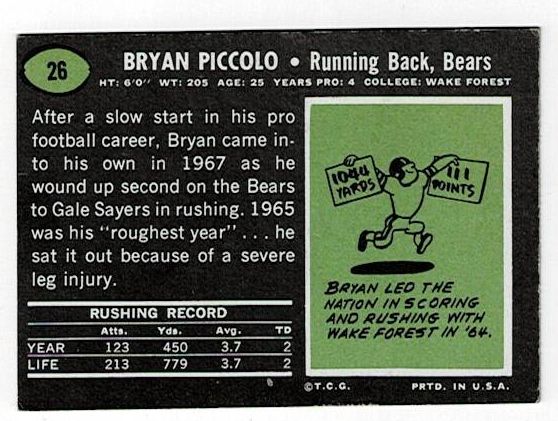 26
BRYAN PICCOLO • Running Back, Bears
HT: 6'0" WT: 205 AGE: 25 YEARS PRO: 4 COLLEGE: WAKE FOREST
After a slow start in his pro
football career, Bryan came in-
to his own in 1967 as he
wound up second on the Bears
to Gale Sayers in rushing. 1965
was his "roughest year" . . . he
sat it out because of a severe
leg injury.
RUSHING RECORD
Atts. Yds. Avg. TD
YEAR 123 450 3.7 2
LIFE 213 779 3.7 2
1044
YARDS
111
POINTS
BRYAN LED THE
NATION IN SCORING
AND RUSHING WITH
WAKE FOREST IN '64.
©T.C.G. PRTD. IN U.S.A.